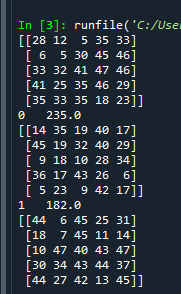 In [3]: runfile('C:/Use
[[28 12  5 35 33]
 [ 6  5 30 45 46]
 [33 32 41 47 46]
 [41 25 35 46 29]
 [35 33 35 18 23]]
0   235.0
[[14 35 19 40 17]
 [45 19 32 40 29]
 [ 9 18 10 28 34]
 [36 17 43 26  6]
 [ 5 23  9 42 17]]
1   182.0
[[44  6 45 25 31]
 [18  7 45 11 14]
 [10 47 40 43 47]
 [30 34 43 44 37]
 [44 27 42 13 45]]